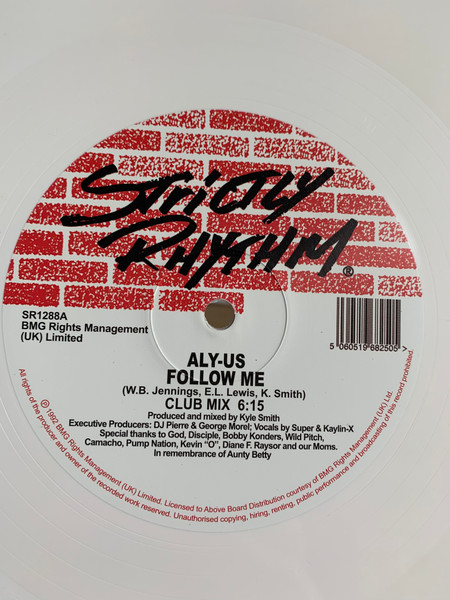 STRICTLY
RHYTHM®
SR1288A
BMG Rights Management
(UK) Limited
5 060519 682505 >
ALY-US
FOLLOW ME
(W.B. Jennings, E.L. Lewis, K. Smith)
CLUB MIX 6:15
Produced and mixed by Kyle Smith
Executive Producers: DJ Pierre & George Morel; Vocals by Super & Kaylin-X
Special thanks to God, Disciple, Bobby Konders, Wild Pitch,
Camacho, Pump Nation, Kevin "O", Diane F. Raysor and our Moms.
In remembrance of Aunty Betty
℗ 1992 BMG Rights Management (UK) Limited. Licensed to Above Board Distribution courtesy of BMG Rights Management (UK) Ltd.
All rights of the producer and owner of the recorded work reserved. Unauthorised copying, hiring, renting, public performance and broadcasting of this record prohibited.